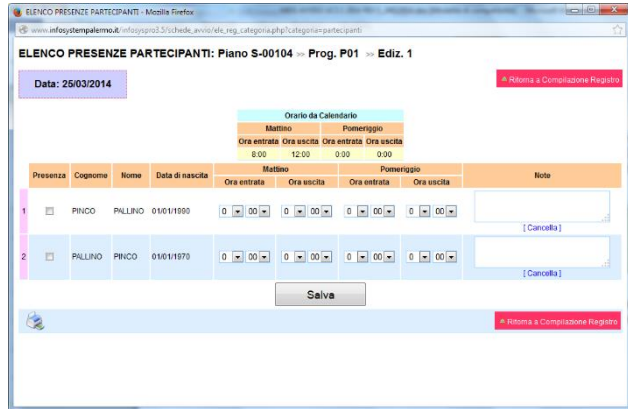 ELENCO PRESENZE PARTECIPANTI - Mozilla Firefox
www.infosystempalermo.it/infosyspro3.5/schede_avvio/ele_reg_categoria.php?categoria=partecipanti
ELENCO PRESENZE PARTECIPANTI: Piano S-00104 » Prog. P01 » Ediz. 1
Data: 25/03/2014
Ritorna a Compilazione Registro
Orario da Calendario
Mattino Pomeriggio
Ora entrata Ora uscita Ora entrata Ora uscita
8:00 12:00 0:00 0:00
Presenza Cognome Nome Data di nascita Mattino Pomeriggio Note
Ora entrata Ora uscita Ora entrata Ora uscita
1 PINCO PALLINO 01/01/1990 0 00 0 00 0 00 0 00
[ Cancella ]
2 PALLINO PINCO 01/01/1970 0 00 0 00 0 00 0 00
[ Cancella ]
Salva
Ritorna a Compilazione Registro